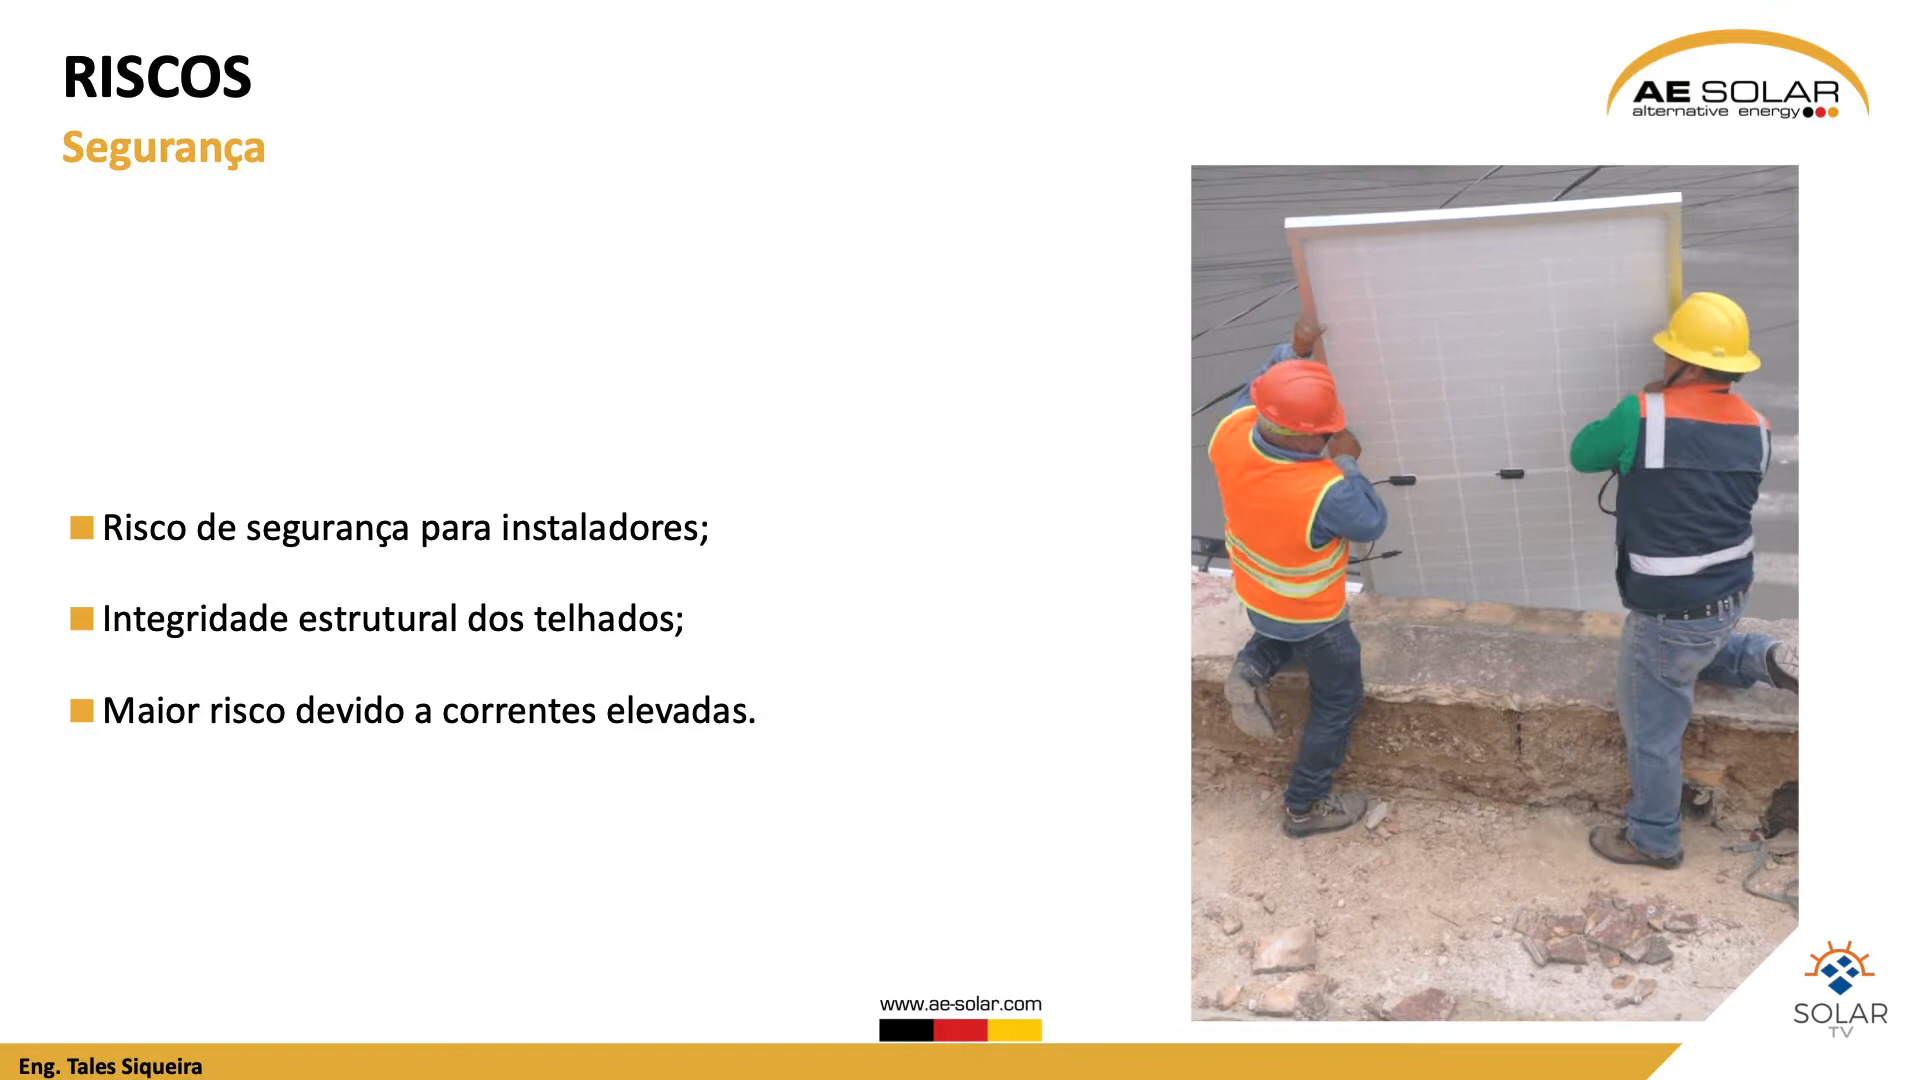 RISCOS
Segurança
AE SOLAR
alternative energy
Risco de segurança para instaladores;
Integridade estrutural dos telhados;
Maior risco devido a correntes elevadas.
www.ae-solar.com
SOLAR
TV
Eng. Tales Siqueira